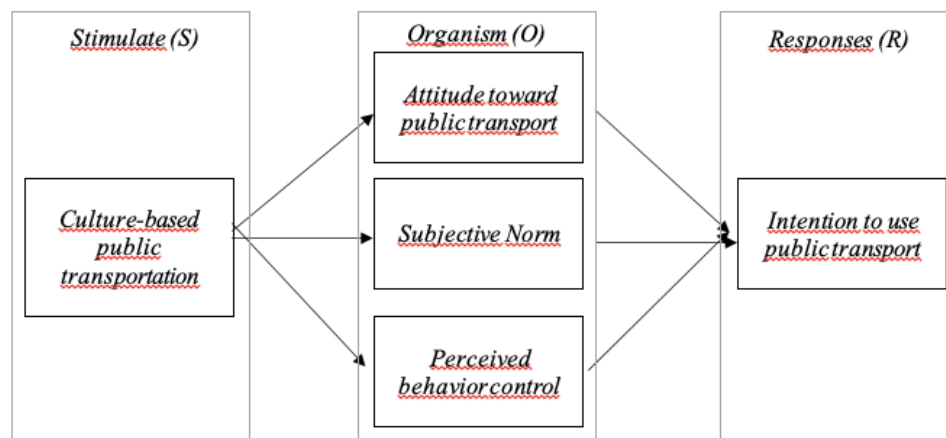 Stimulate (S)
Culture-based
public
transportation
Organism (O)
Attitude toward
public transport
Subjective Norm
Perceived
behavior control
Responses (R)
Intention to use
public transport